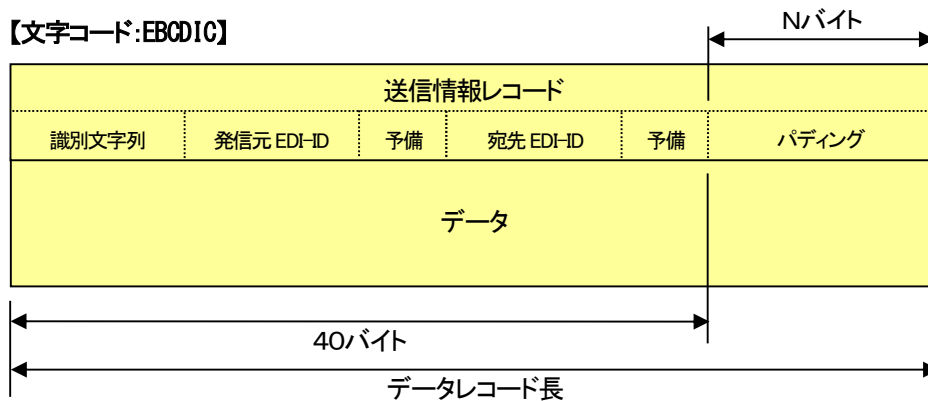 【文字コード:EBCDIC】
Nバイト
送信情報レコード
識別文字列 発信元 EDI-ID 予備 宛先 EDI-ID 予備 パディング
データ
40バイト
データレコード長